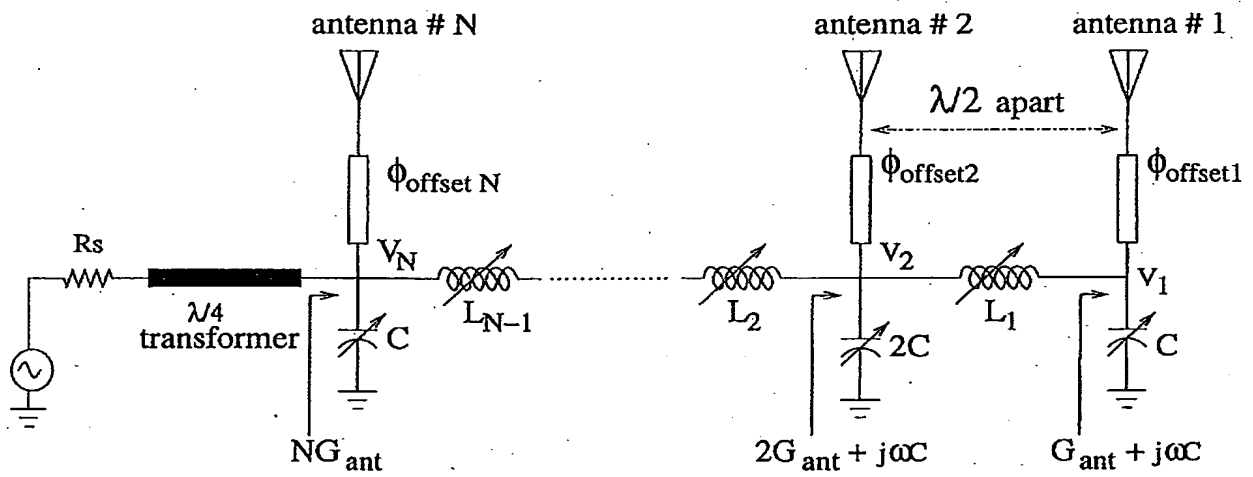 antenna # N
antenna # 2
antenna # 1
λ/2 apart
ϕoffset N
ϕoffset2
ϕoffset1
Rs
VN
v2
v1
λ/4
transformer
C
LN−1
L2
2C
L1
C
NGant
2Gant + jωC
Gant + jωC